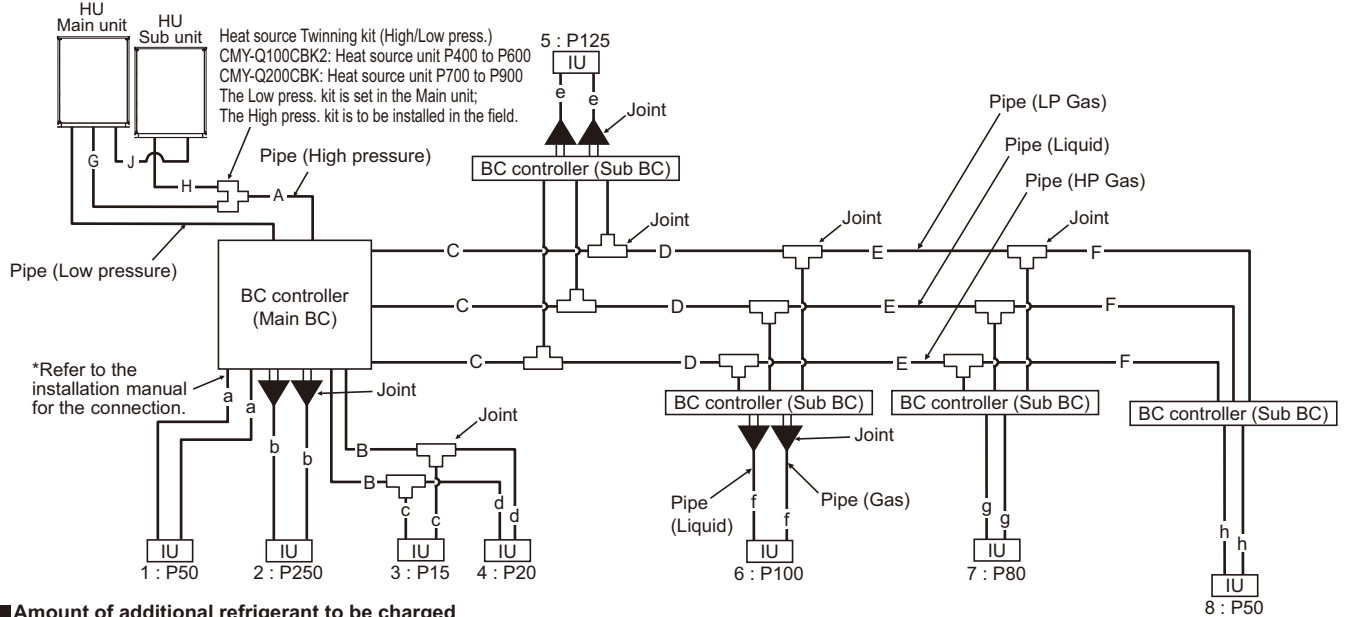 HU
Main unit
HU
Sub unit
Heat source Twinning kit (High/Low press.)
CMY-Q100CBK2: Heat source unit P400 to P600
CMY-Q200CBK: Heat source unit P700 to P900
The Low press. kit is set in the Main unit;
The High press. kit is to be installed in the field.
5 : P125
IU
e
e
Joint
Pipe (LP Gas)
Pipe (Liquid)
Pipe (HP Gas)
G
J
Pipe (High pressure)
BC controller (Sub BC)
H
A
Joint
Joint
Joint
C
D
E
F
Pipe (Low pressure)
BC controller
(Main BC)
C
D
E
F
C
D
E
F
*Refer to the
installation manual
for the connection.
a
a
Joint
BC controller (Sub BC)
BC controller (Sub BC)
BC controller (Sub BC)
Joint
Joint
b
b
B
B
Pipe
(Liquid)
f
f
Pipe (Gas)
c
c
d
d
g
g
h
h
IU
1 : P50
IU
2 : P250
IU
3 : P15
IU
4 : P20
IU
6 : P100
IU
7 : P80
IU
8 : P50
■Amount of additional refrigerant to be charged